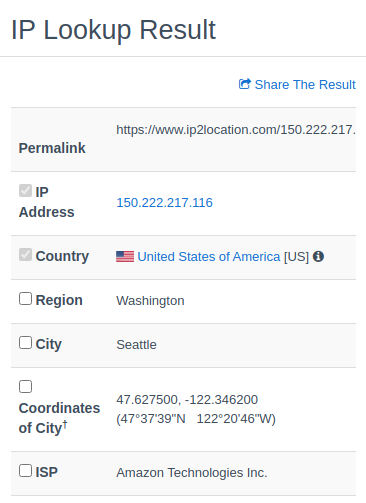 IP Lookup Result
Share The Result
Permalink https://www.ip2location.com/150.222.217.
IP Address 150.222.217.116
Country United States of America [US]
Region Washington
City Seattle
Coordinates of City† 47.627500, -122.346200
(47°37'39"N 122°20'46"W)
ISP Amazon Technologies Inc.